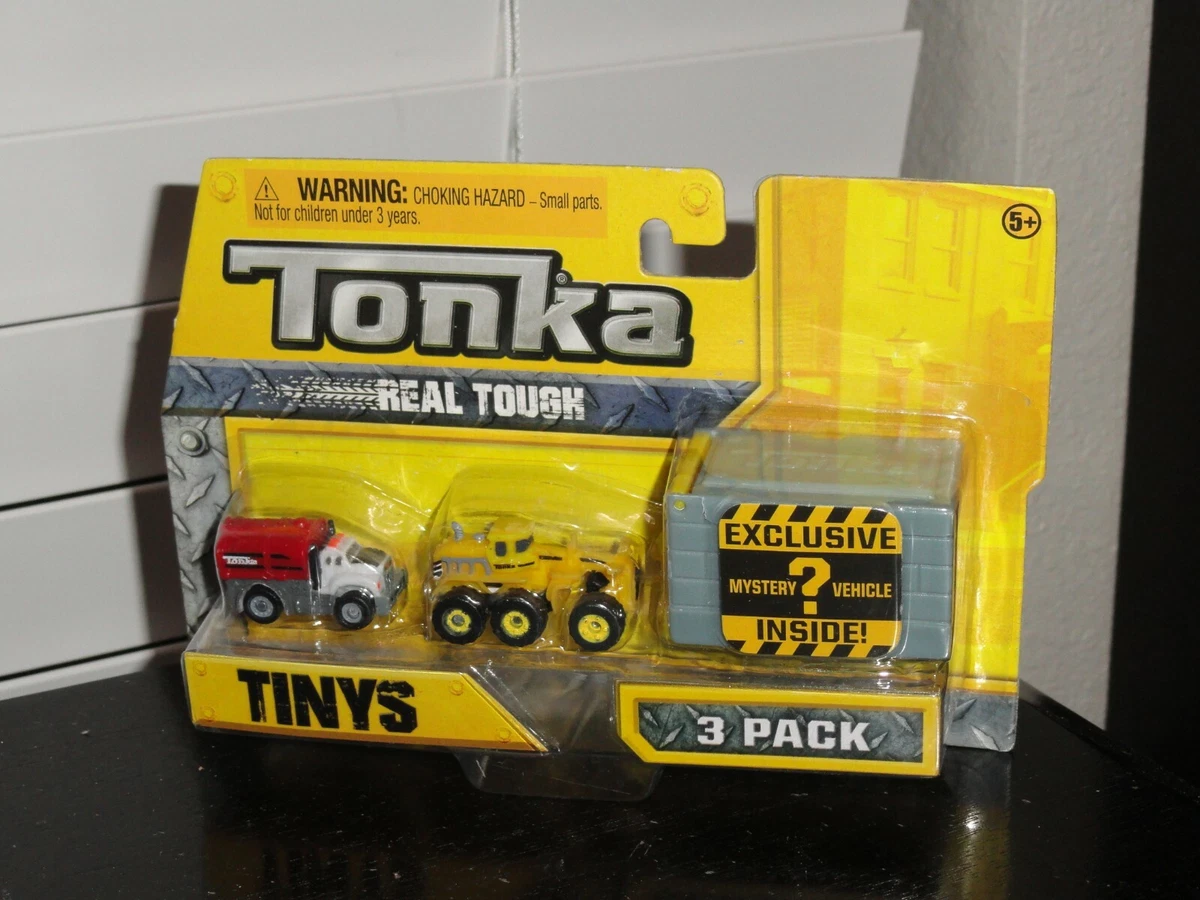 WARNING: CHOKING HAZARD – Small parts.
Not for children under 3 years.
5+
Tonka®
REAL TOUGH
Tonka
EXCLUSIVE
MYSTERY ? VEHICLE
INSIDE!
TINYS
3 PACK